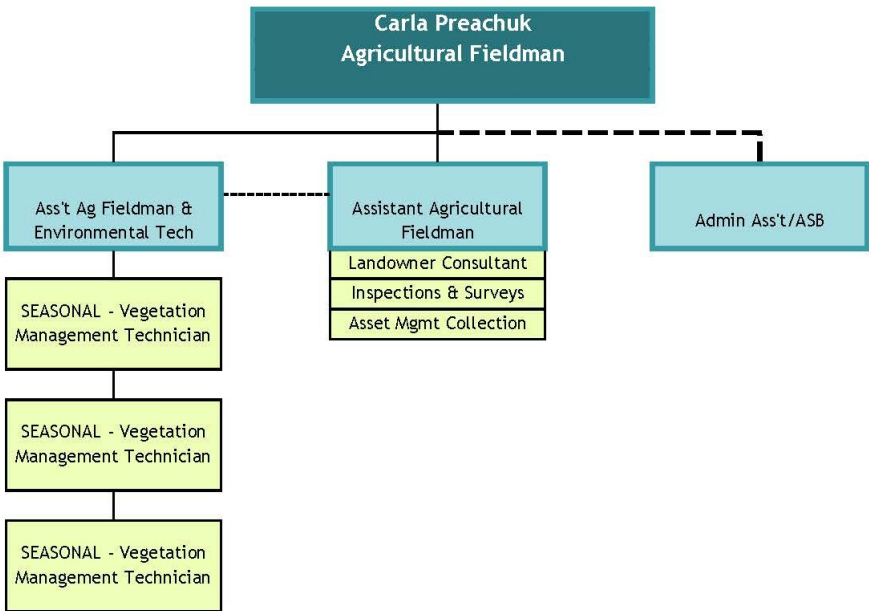 Carla Preachuk
Agricultural Fieldman
Ass't Ag Fieldman &
Environmental Tech
Assistant Agricultural
Fieldman
Admin Ass't/ASB
Landowner Consultant
Inspections & Surveys
Asset Mgmt Collection
SEASONAL - Vegetation
Management Technician
SEASONAL - Vegetation
Management Technician
SEASONAL - Vegetation
Management Technician